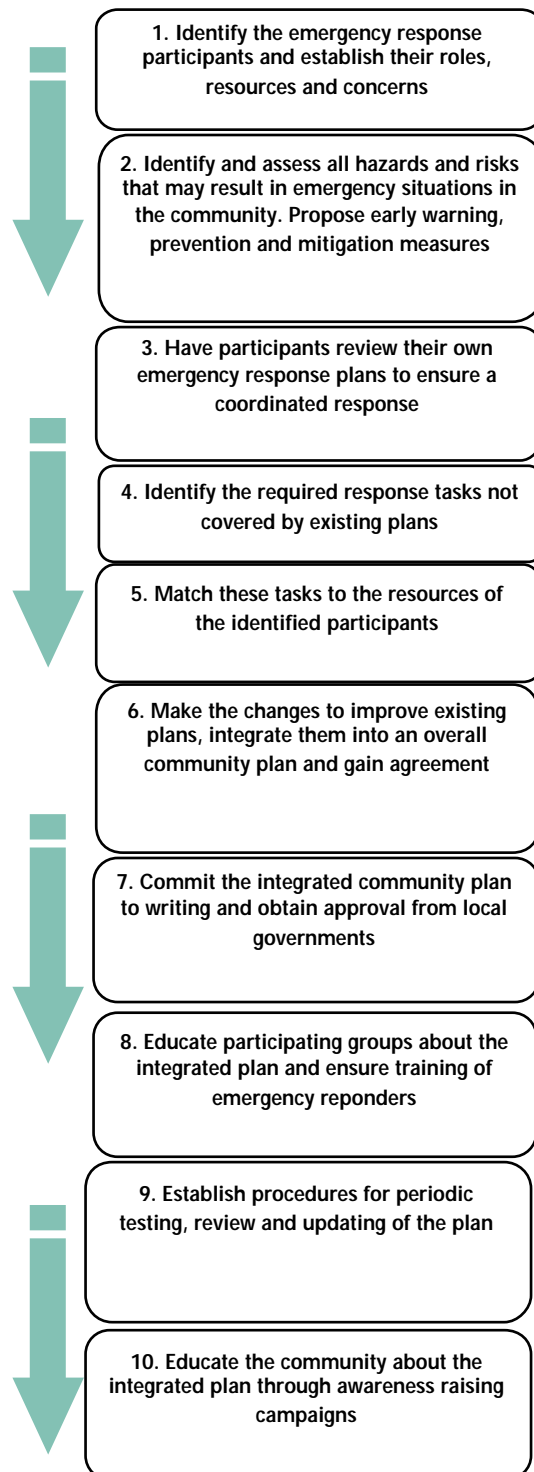 1. Identify the emergency response
participants and establish their roles,
resources and concerns
2. Identify and assess all hazards and risks
that may result in emergency situations in
the community. Propose early warning,
prevention and mitigation measures
3. Have participants review their own
emergency response plans to ensure a
coordinated response
4. Identify the required response tasks not
covered by existing plans
5. Match these tasks to the resources of
the identified participants
6. Make the changes to improve existing
plans, integrate them into an overall
community plan and gain agreement
7. Commit the integrated community plan
to writing and obtain approval from local
governments
8. Educate participating groups about the
integrated plan and ensure training of
emergency reponders
9. Establish procedures for periodic
testing, review and updating of the plan
10. Educate the community about the
integrated plan through awareness raising
campaigns